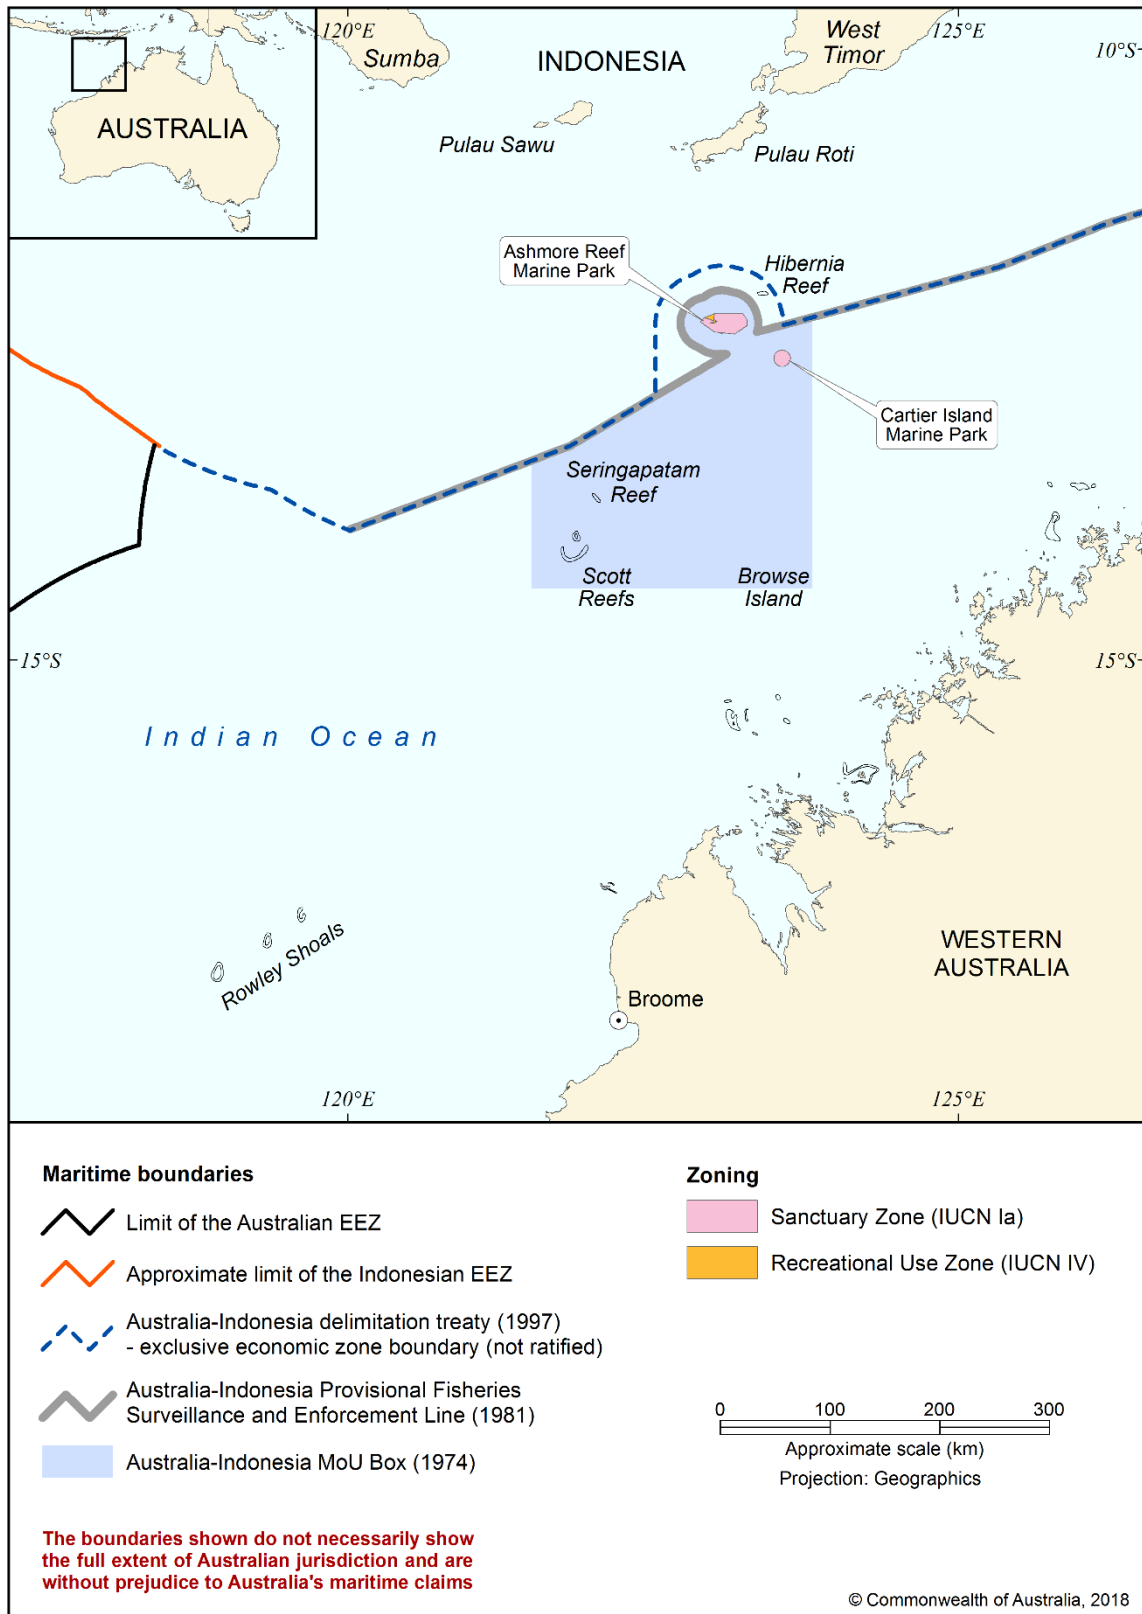 120°E
125°E
10°S
Sumba
INDONESIA
West
Timor
AUSTRALIA
Pulau Sawu
Pulau Roti
Ashmore Reef
Marine Park
Hibernia
Reef
Cartier Island
Marine Park
Seringapatam
Reef
Scott
Reefs
Browse
Island
15°S
15°S
Indian Ocean
Rowley Shoals
WESTERN
AUSTRALIA
Broome
120°E
125°E
Maritime boundaries
Limit of the Australian EEZ
Approximate limit of the Indonesian EEZ
Australia-Indonesia delimitation treaty (1997)
- exclusive economic zone boundary (not ratified)
Australia-Indonesia Provisional Fisheries
Surveillance and Enforcement Line (1981)
Australia-Indonesia MoU Box (1974)
Zoning
Sanctuary Zone (IUCN Ia)
Recreational Use Zone (IUCN IV)
0 100 200 300
Approximate scale (km)
Projection: Geographics
The boundaries shown do not necessarily show
the full extent of Australian jurisdiction and are
without prejudice to Australia's maritime claims
© Commonwealth of Australia, 2018